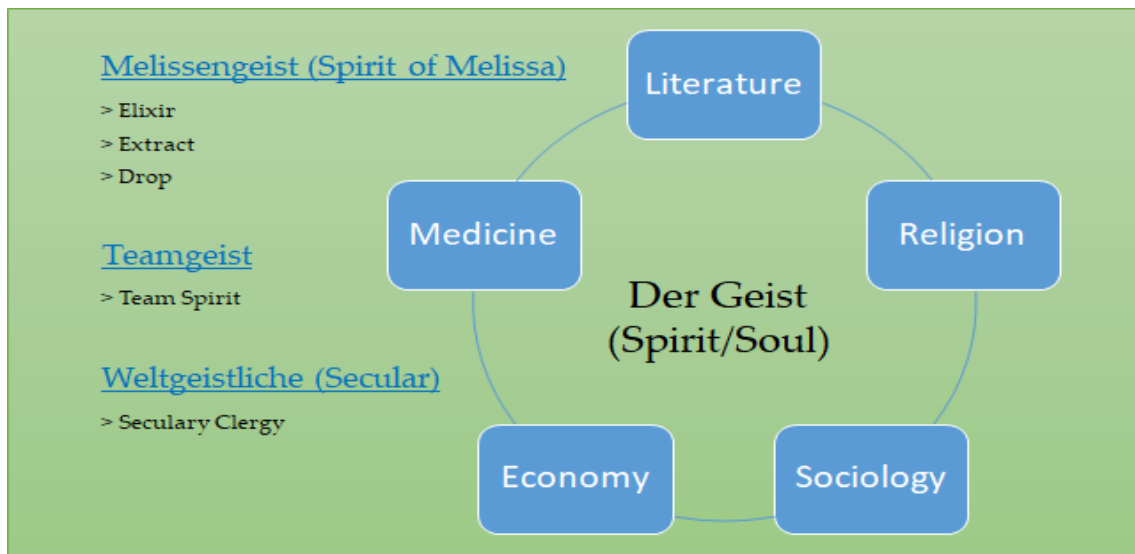 Melissengeist (Spirit of Melissa)
> Elixir
> Extract
> Drop
Teamgeist
> Team Spirit
Weltgeistliche (Secular)
> Seculary Clergy
Literature
Medicine
Religion
Der Geist
(Spirit/Soul)
Economy
Sociology